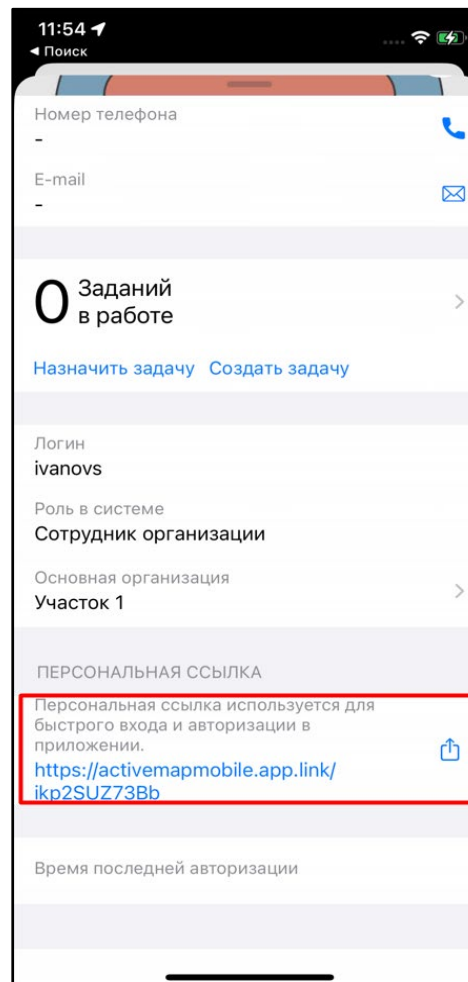 11:54
Поиск
Номер телефона
-
E-mail
-
0 Заданий
в работе
Назначить задачу Создать задачу
Логин
ivanovs
Роль в системе
Сотрудник организации
Основная организация
Участок 1
ПЕРСОНАЛЬНАЯ ССЫЛКА
Персональная ссылка используется для
быстрого входа и авторизации в
приложении.
https://activemapmobile.app.link/
ikp2SUZ73Bb
Время последней авторизации